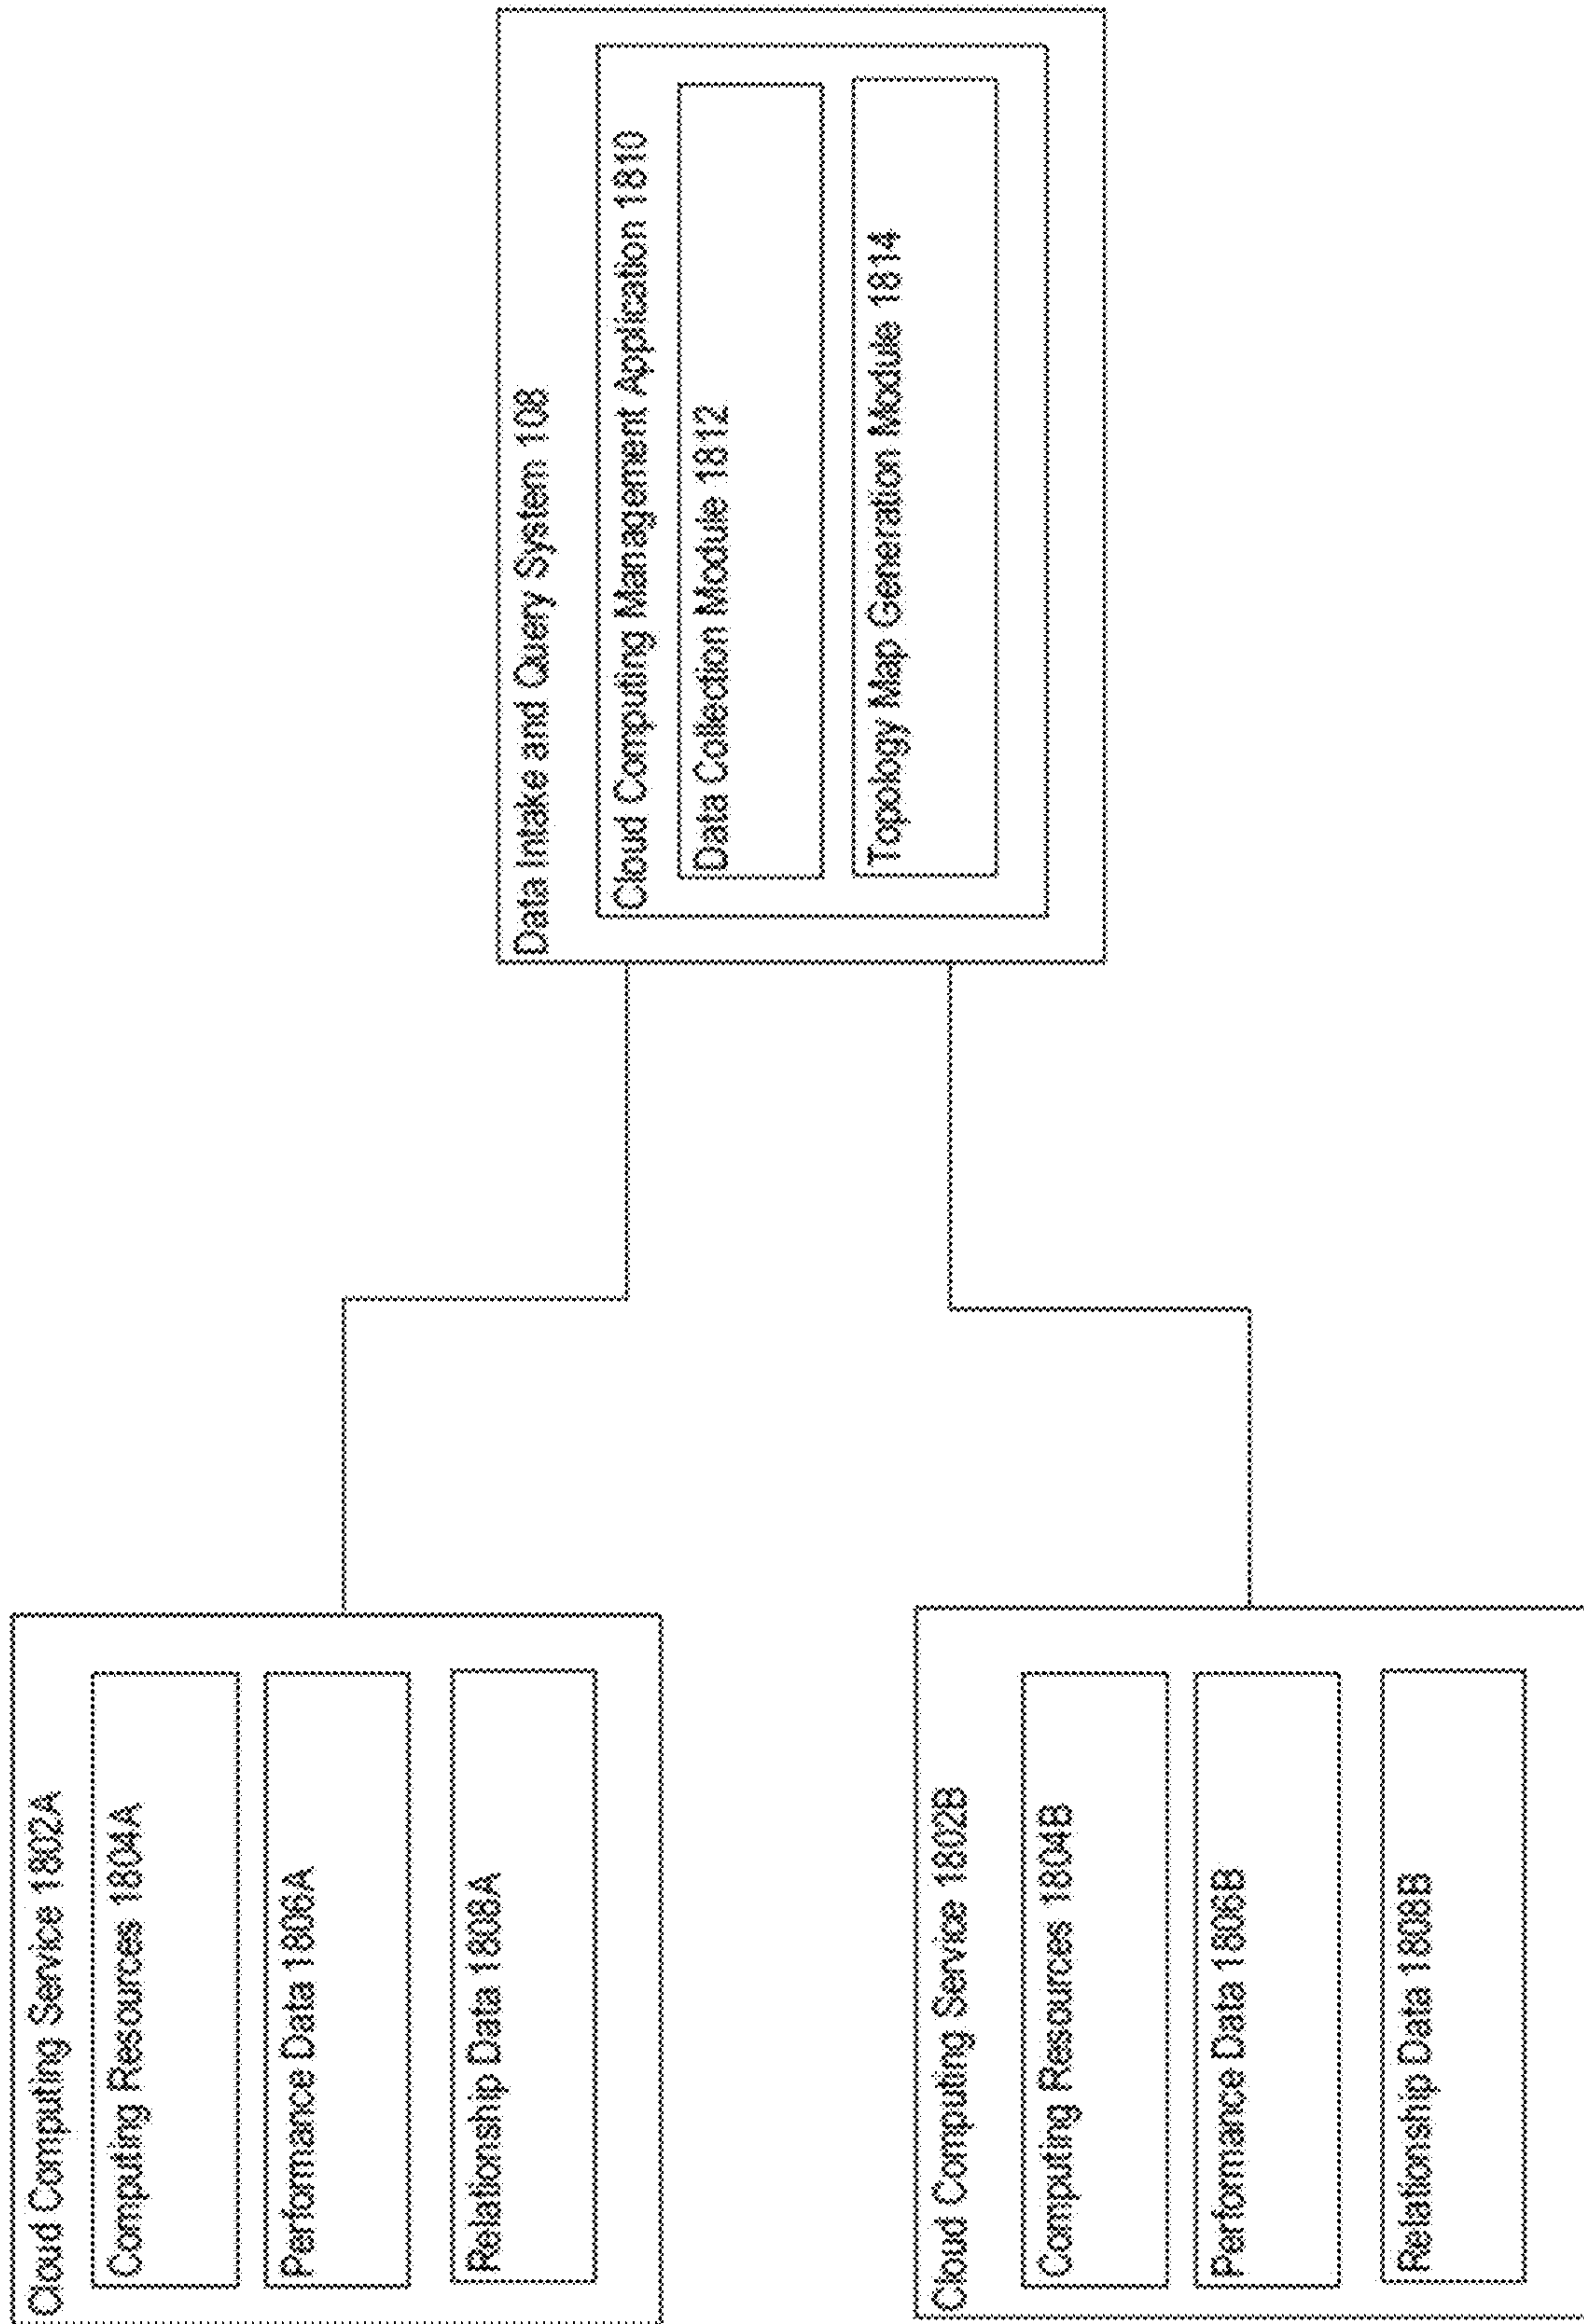 Cloud Computing Service 1802A
Computing Resources 1804A
Performance Data 1806A
Relationship Data 1808A
Cloud Computing Service 1802B
Computing Resources 1804B
Performance Data 1806B
Relationship Data 1808B
Data Intake and Query System 108
Cloud Computing Management Application 1810
Data Collection Module 1812
Topology Map Generation Module 1814